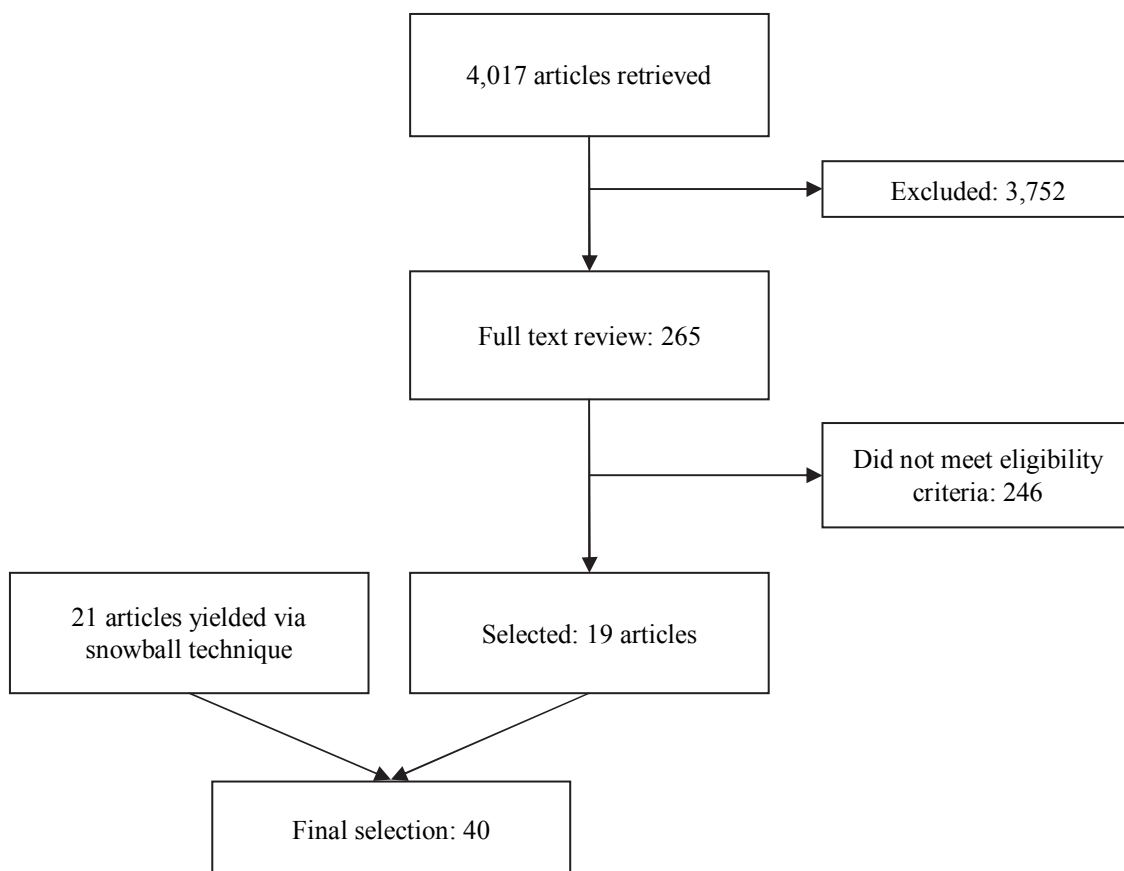 4,017 articles retrieved
Excluded: 3,752
Full text review: 265
Did not meet eligibility
criteria: 246
21 articles yielded via
snowball technique
Selected: 19 articles
Final selection: 40